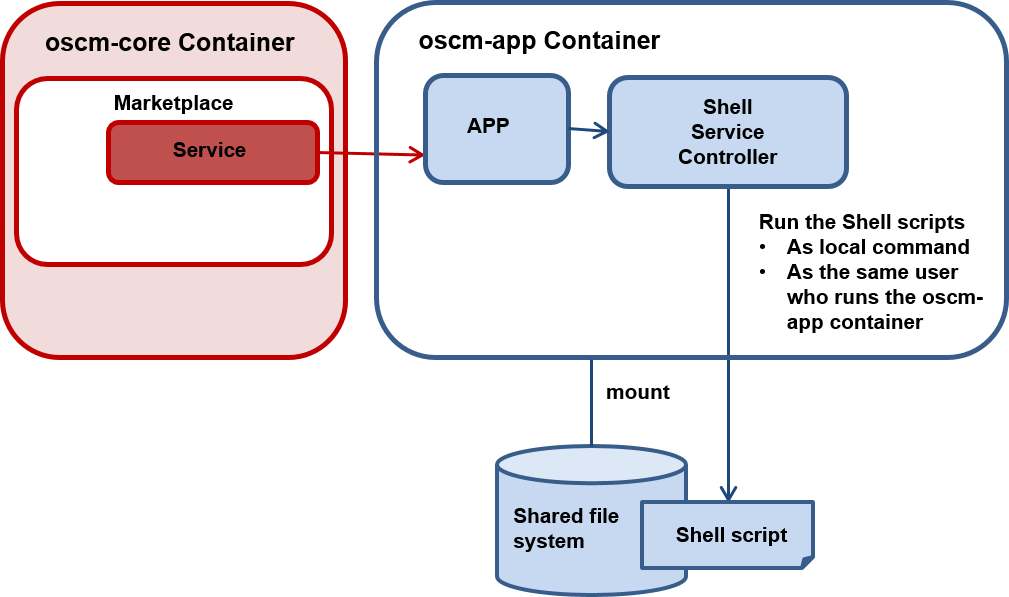 oscm-core Container
Marketplace
Service
oscm-app Container
APP
Shell
Service
Controller
Run the Shell scripts
• As local command
• As the same user
who runs the oscm-
app container
mount
Shared file
system
Shell script